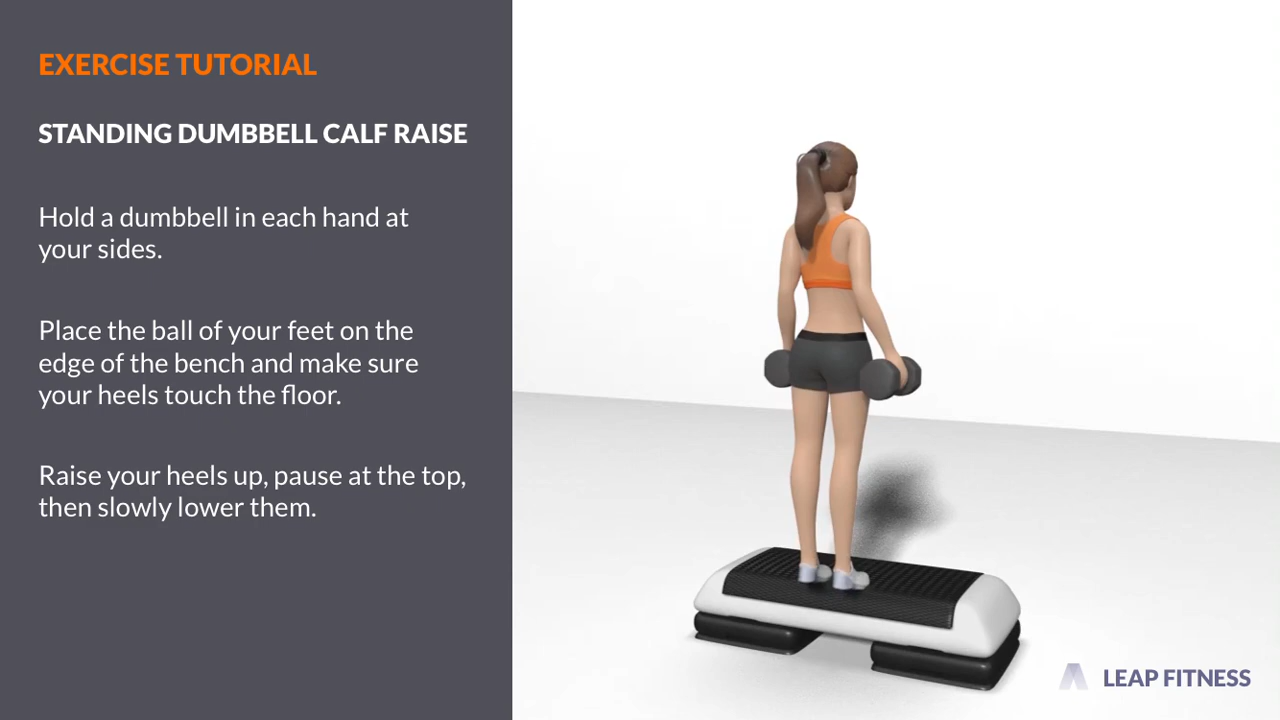 EXERCISE TUTORIAL
STANDING DUMBBELL CALF RAISE
Hold a dumbbell in each hand at
your sides.
Place the ball of your feet on the
edge of the bench and make sure
your heels touch the floor.
Raise your heels up, pause at the top,
then slowly lower them.
LEAP FITNESS